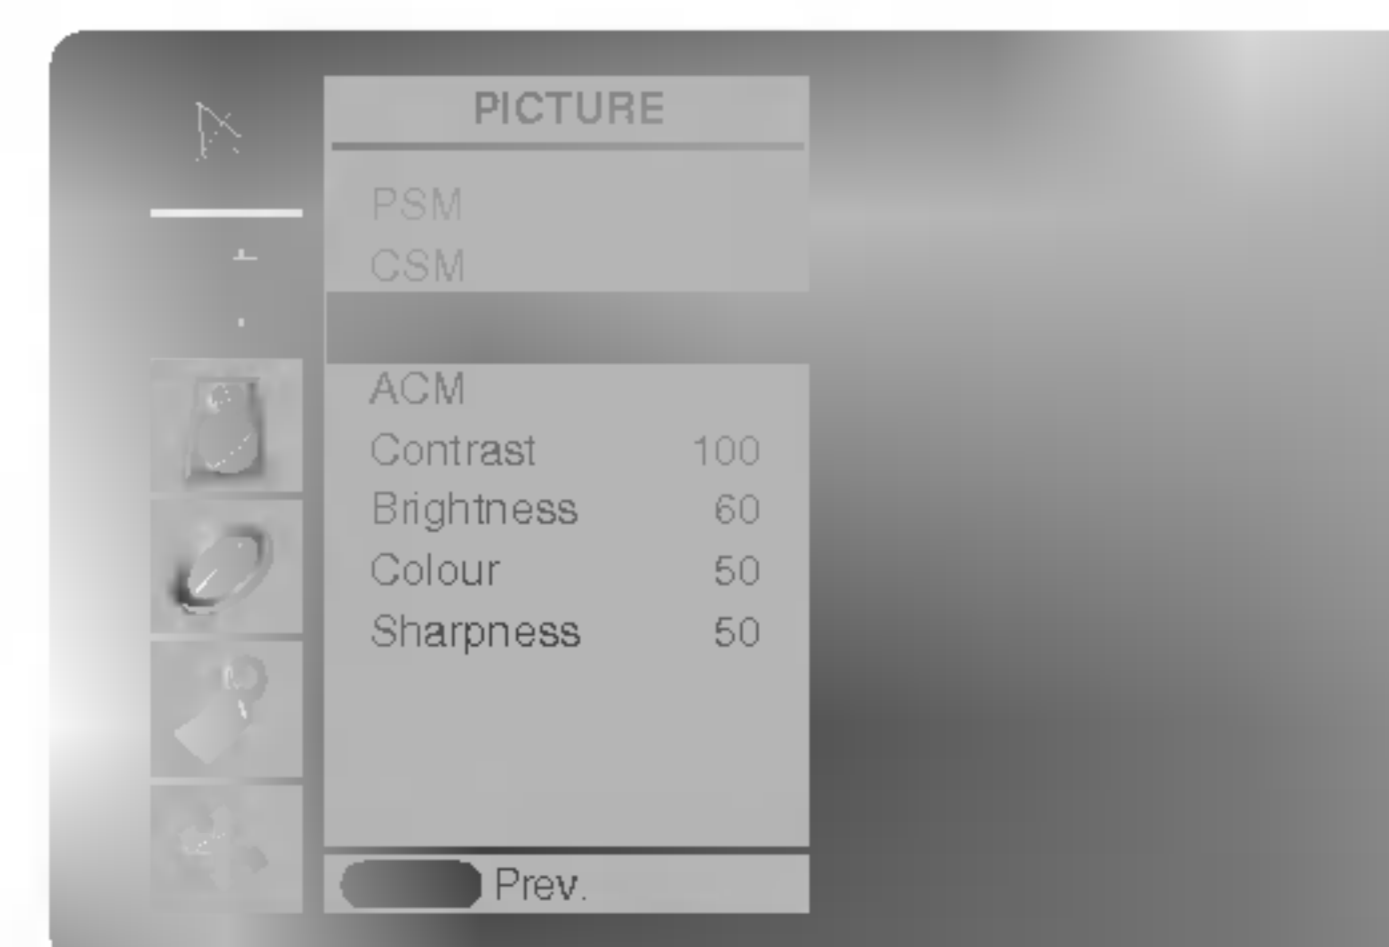 PICTURE
PSM
CSM
ACM
Contrast 100
Brightness 60
Colour 50
Sharpness 50
Prev.